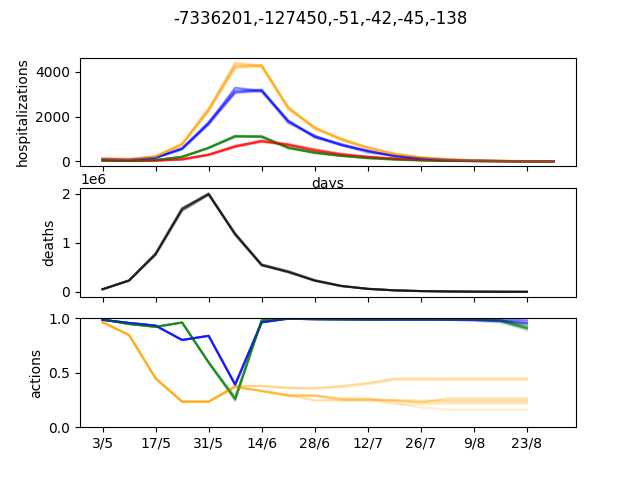 -7336201,-127450,-51,-42,-45,-138
hospitalizations
4000
2000
0
days
1e6
deaths
2
1
0
actions
1.0
0.5
0.0
3/5 17/5 31/5 14/6 28/6 12/7 26/7 9/8 23/8